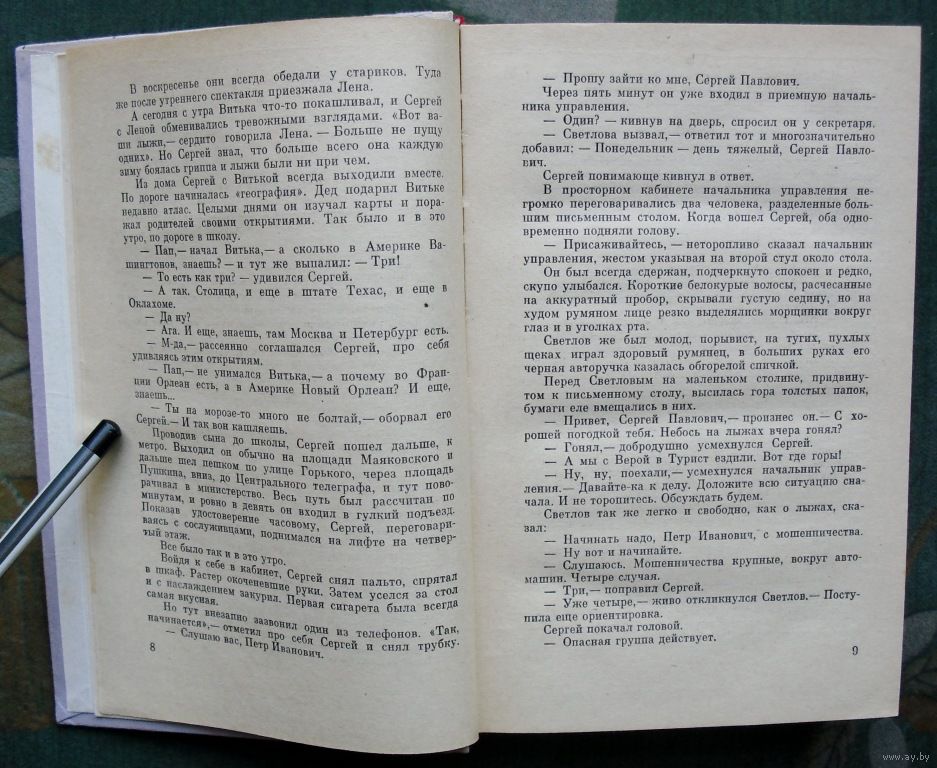 В воскресенье они всегда обедали у стариков. Туда
же после утреннего спектакля приезжала Лена.
А сегодня с утра Витька что-то покашливал, и Сергей
с Леной обменивались тревожными взглядами. «Вот ва-
ши лыжи,— сердито говорила Лена. — Больше не пущу
одних». Но Сергей знал, что больше всего она каждую
зиму боялась гриппа и лыжи были ни при чем.
Из дома Сергей с Витькой всегда выходили вместе.
По дороге начиналась «география». Дед подарил Витьке
недавно атлас. Целыми днями он изучал карты и пора-
жал родителей своими открытиями. Так было и в это
утро, по дороге в школу.
— Пап,— начал Витька,— а сколько в Америке Ва-
шингтонов, знаешь? — и тут же выпалил: — Три!
— То есть как три? — удивился Сергей.
— А так. Столица, и еще в штате Техас, и еще в
Оклахоме.
— Да ну?
— Ага. И еще, знаешь, там Москва и Петербург есть.
— М-да,— рассеянно соглашался Сергей, про себя
удивляясь этим открытиям.
— Пап,— не унимался Витька,— а почему во Фран-
ции Орлеан есть, а в Америке Новый Орлеан? И еще,
знаешь...
— Ты на морозе-то много не болтай,— оборвал его
Сергей.— И так вон кашляешь.
Проводив сына до школы, Сергей пошел дальше, к
метро. Выходил он обычно на площади Маяковского и
дальше шел пешком по улице Горького, через площадь
Пушкина, вниз, до Центрального телеграфа, и тут пово-
рачивал в министерство. Весь путь был рассчитан по
минутам, и ровно в девять он входил в гулкий подъезд.
Показав удостоверение часовому, Сергей, переговари-
ваясь с сослуживцами, поднимался на лифте на четвер-
тый этаж.
Все было так и в это утро.
Войдя к себе в кабинет, Сергей снял пальто, спрятал
в шкаф. Растер окоченевшие руки. Затем уселся за стол
и с наслаждением закурил. Первая сигарета была всегда
самая вкусная.
Но тут внезапно зазвонил один из телефонов. «Так,
начинается»,— отметил про себя Сергей и снял трубку.
— Слушаю вас, Петр Иванович.
8
— Прошу зайти ко мне, Сергей Павлович.
Через пять минут он уже входил в приемную началь-
ника управления.
— Один? — кивнув на дверь, спросил он у секретаря.
— Светлова вызвал,— ответил тот и многозначительно
добавил: — Понедельник — день тяжелый, Сергей Павло-
вич.
Сергей понимающе кивнул в ответ.
В просторном кабинете начальника управления не-
громко переговаривались два человека, разделенные боль-
шим письменным столом. Когда вошел Сергей, оба одно-
временно подняли голову.
— Присаживайтесь, — неторопливо сказал начальник
управления, жестом указывая на второй стул около стола.
Он был всегда сдержан, подчеркнуто спокоен и редко,
скупо улыбался. Короткие белокурые волосы, расчесанные
на аккуратный пробор, скрывали густую седину, но на
худом румяном лице резко выделялись морщинки вокруг
глаз и в уголках рта.
Светлов же был молод, порывист, на тугих, пухлых
щеках играл здоровый румянец, в больших руках его
черная авторучка казалась обгорелой спичкой.
Перед Светловым на маленьком столике, придвину-
том к письменному столу, высилась гора толстых папок,
бумаги еле вмещались в них.
— Привет, Сергей Павлович,— произнес он.— С хо-
рошей погодкой тебя. Небось на лыжах вчера гонял?
— Гонял,— добродушно усмехнулся Сергей.
— А мы с Верой в Турист ездили. Вот где горы!
— Ну, ну, поехали,— усмехнулся начальник управ-
ления.— Давайте-ка к делу. Доложите всю ситуацию сна-
чала. И не торопитесь. Обсуждать будем.
Светлов так же легко и свободно, как о лыжах, ска-
зал:
— Начинать надо, Петр Иванович, с мошенничества.
— Ну вот и начинайте.
— Слушаюсь. Мошенничества крупные, вокруг авто-
машин. Четыре случая.
— Три,— поправил Сергей.
— Уже четыре,— живо откликнулся Светлов.— Посту-
пила еще ориентировка.
Сергей покачал головой.
— Опасная группа действует.
9
www.ay.by